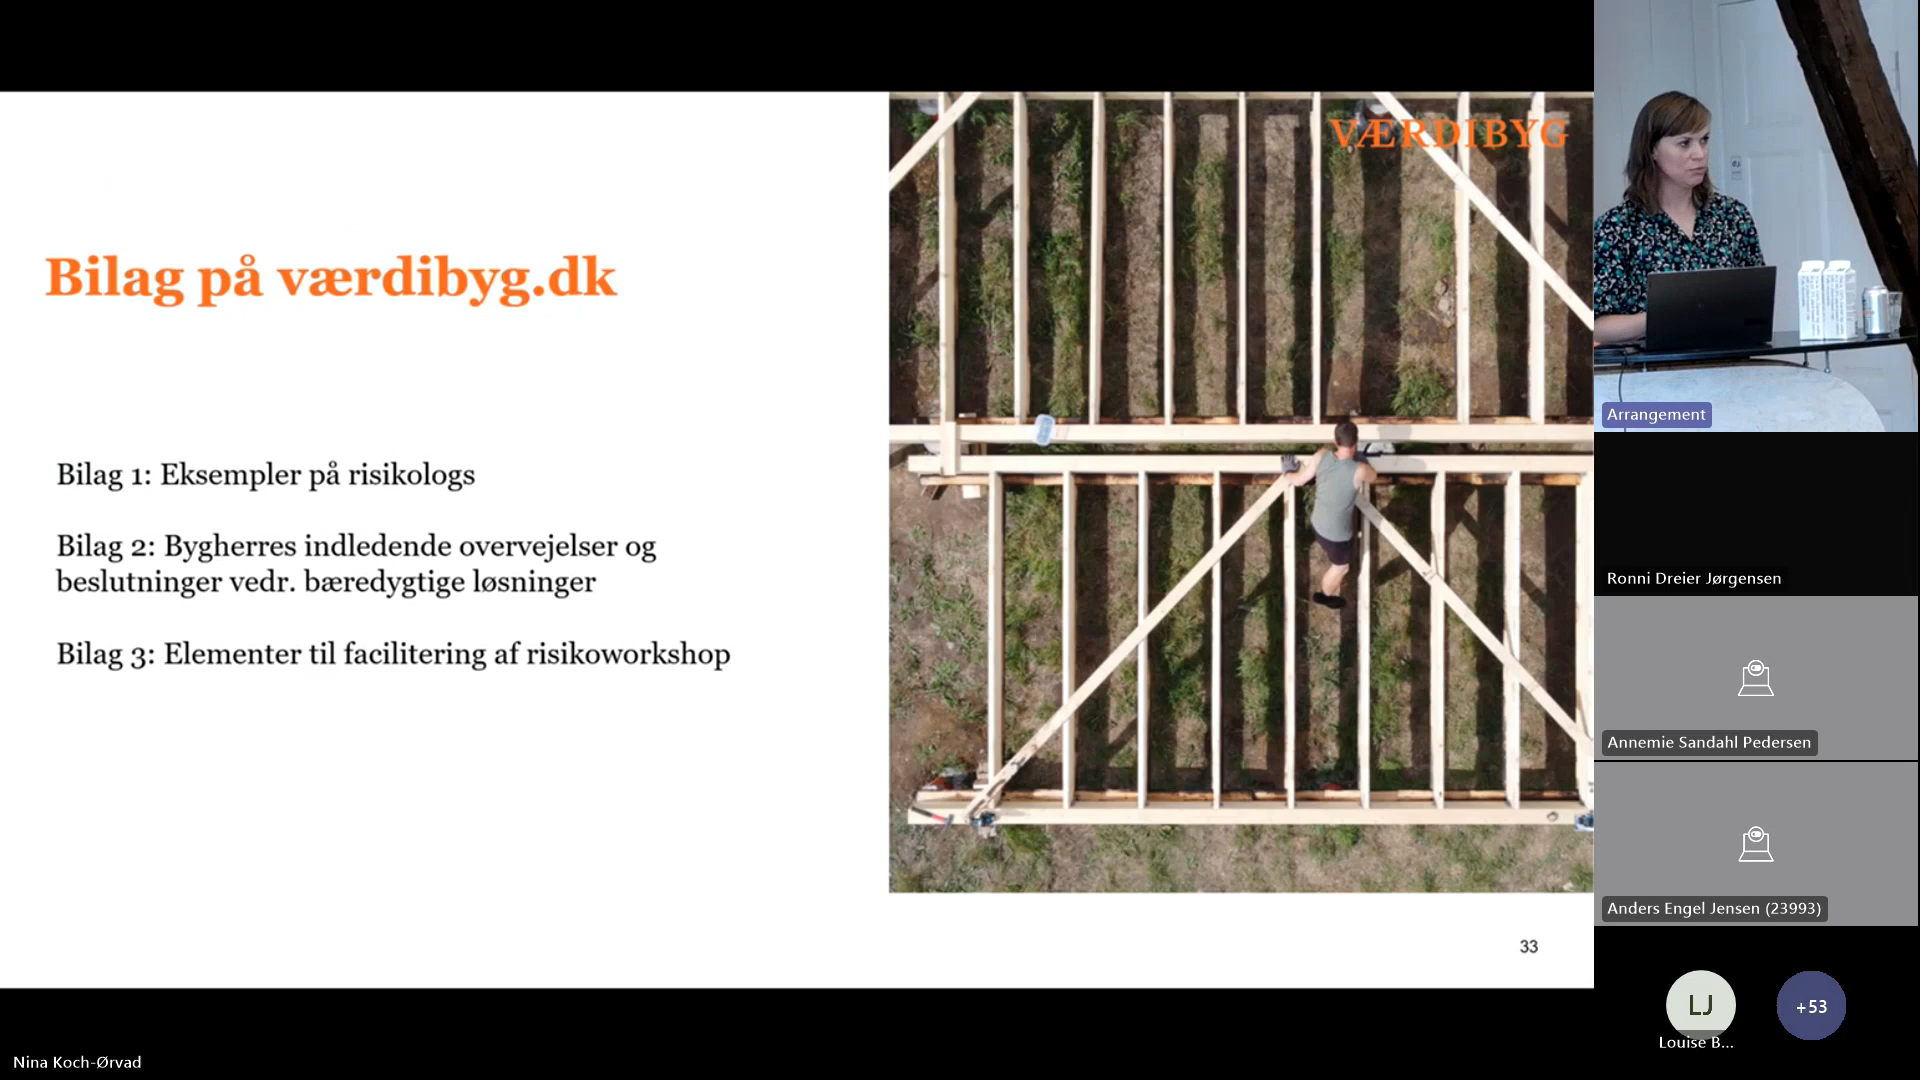 VÆRDIBYG
Bilag på værdibyg.dk
Bilag 1: Eksempler på risikologs
Bilag 2: Bygherres indledende overvejelser og
beslutninger vedr. bæredygtige løsninger
Bilag 3: Elementer til facilitering af risikoworkshop
33
Nina Koch-Ørvad
Arrangement
Ronni Dreier Jørgensen
Annemie Sandahl Pedersen
Anders Engel Jensen (23993)
LJ
+53
Louise B...